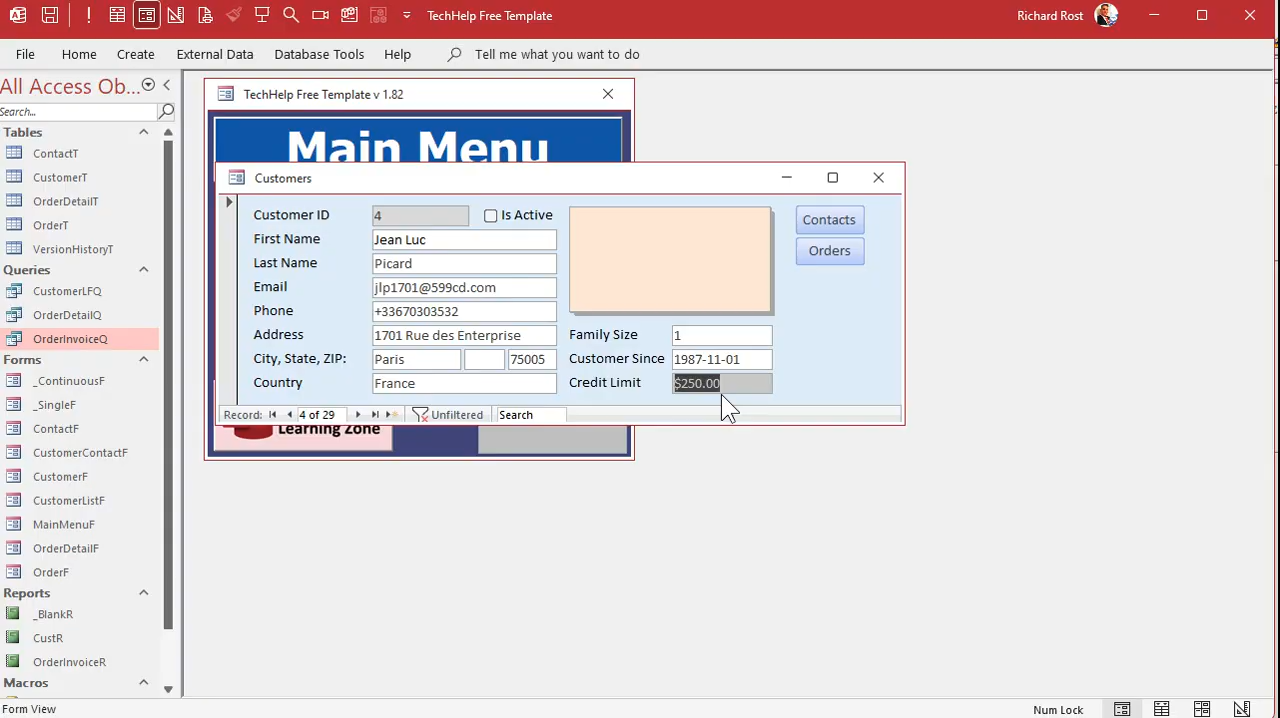 TechHelp Free Template
Richard Rost
File Home Create External Data Database Tools Help Tell me what you want to do
All Access Ob...
Search...
Tables
ContactT
CustomerT
OrderDetailT
OrderT
VersionHistoryT
Queries
CustomerLFQ
OrderDetailQ
OrderInvoiceQ
Forms
_ContinuousF
_SingleF
ContactF
CustomerContactF
CustomerF
CustomerListF
MainMenuF
OrderDetailF
OrderF
Reports
_BlankR
CustR
OrderInvoiceR
Macros
TechHelp Free Template v 1.82
Main Menu
Customers
Customer ID 4 Is Active
First Name Jean Luc
Last Name Picard
Email jlp1701@599cd.com
Phone +33670303532
Address 1701 Rue des Enterprise
City, State, ZIP: Paris 75005
Country France
Family Size 1
Customer Since 1987-11-01
Credit Limit $250.00
Contacts
Orders
Record: 4 of 29 Unfiltered Search
Learning Zone
Form View
Num Lock